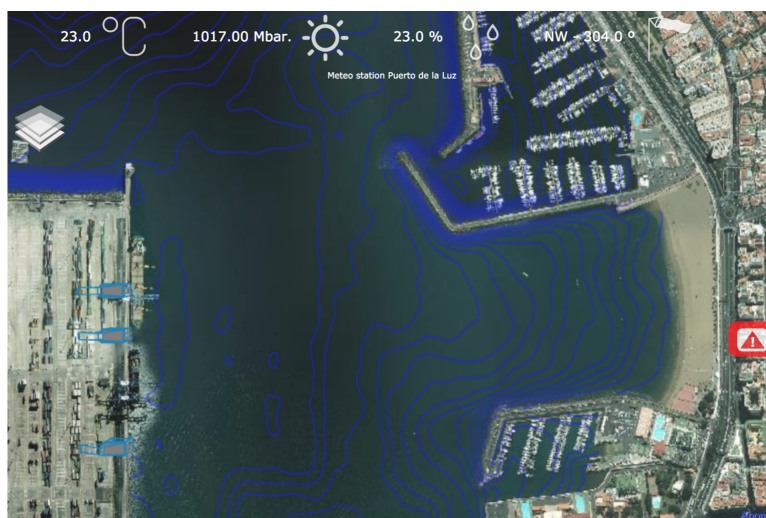 23.0 °C 1017.00 Mbar. 23.0 % NW - 304.0 º
Meteo station Puerto de la Luz